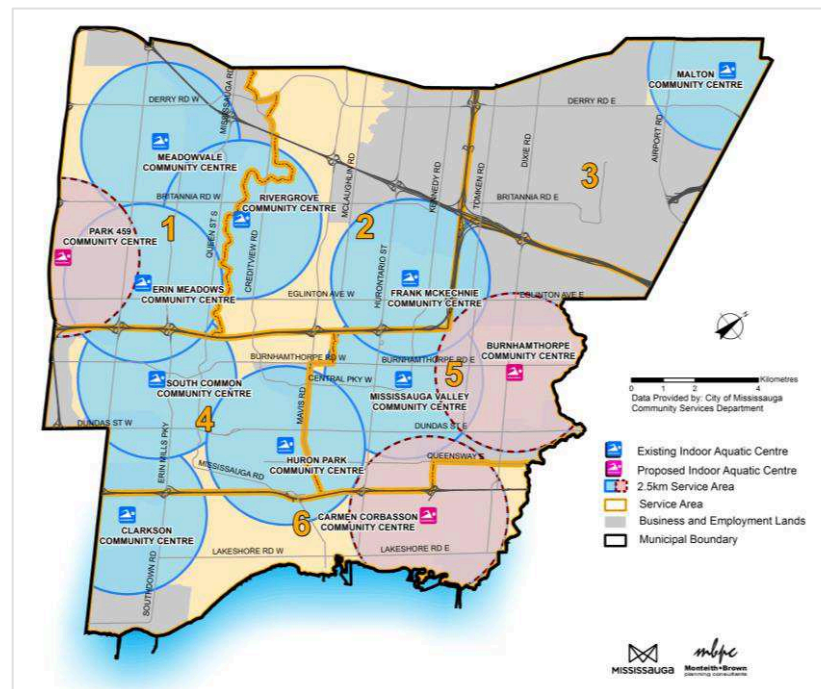 MALTON
COMMUNITY CENTRE
DERRY RD W
MISSISSAUGA RD
DERRY RD E
AIRPORT RD
MEADOWVALE
COMMUNITY CENTRE
MCLAUGHLIN RD
KENNEDY RD
TOMKEN RD
DIXIE RD
3
BRITANNIA RD W
RIVERGROVE
COMMUNITY CENTRE
BRITANNIA RD E
1
2
PARK 459
COMMUNITY CENTRE
QUEEN ST S
CREDITVIEW RD
HURONTARIO ST
ERIN MEADOWS
COMMUNITY CENTRE
EGLINTON AVE W
FRANK MCKECHNIE
COMMUNITY CENTRE
EGLINTON AVE E
BURNHAMTHORPE RD W
BURNHAMTHORPE RD E
BURNHAMTHORPE
COMMUNITY CENTRE
SOUTH COMMON
COMMUNITY CENTRE
CENTRAL PKY W
MISSISSAUGA VALLEY
COMMUNITY CENTRE
5
MAVIS RD
4
DUNDAS ST W
DUNDAS ST E
ERIN MILLS PKY
HURON PARK
COMMUNITY CENTRE
MISSISSAUGA RD
QUEENSWAY E
CLARKSON
COMMUNITY CENTRE
6
CARMEN CORBASSON
COMMUNITY CENTRE
LAKESHORE RD W
LAKESHORE RD E
SOUTHDOWN RD
N
0 1 2 4
Kilometres
Data Provided by: City of Mississauga
Community Services Department
Existing Indoor Aquatic Centre
Proposed Indoor Aquatic Centre
2.5km Service Area
Service Area
Business and Employment Lands
Municipal Boundary
MISSISSAUGA
mbpc
Monteith+Brown
planning consultants